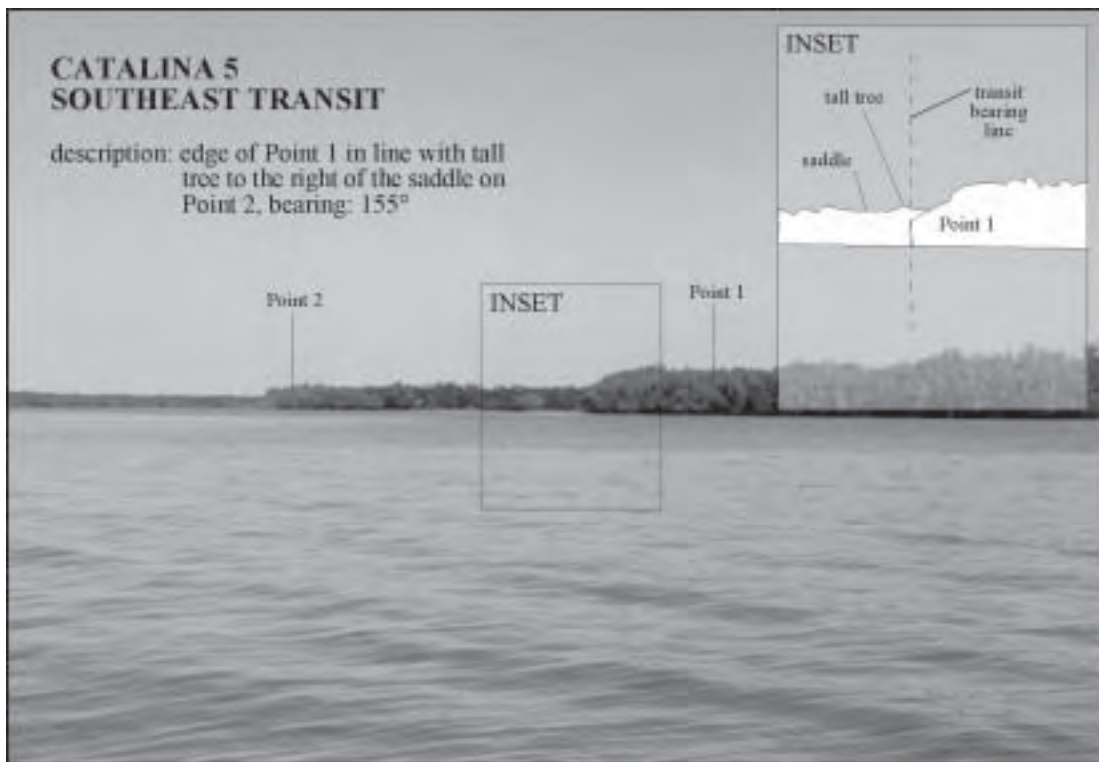 CATALINA 5
SOUTHEAST TRANSIT
description: edge of Point 1 in line with tall
tree to the right of the saddle on
Point 2, bearing: 155°
Point 2
INSET
Point 1
INSET
tall tree
transit
bearing
line
saddle
Point 1